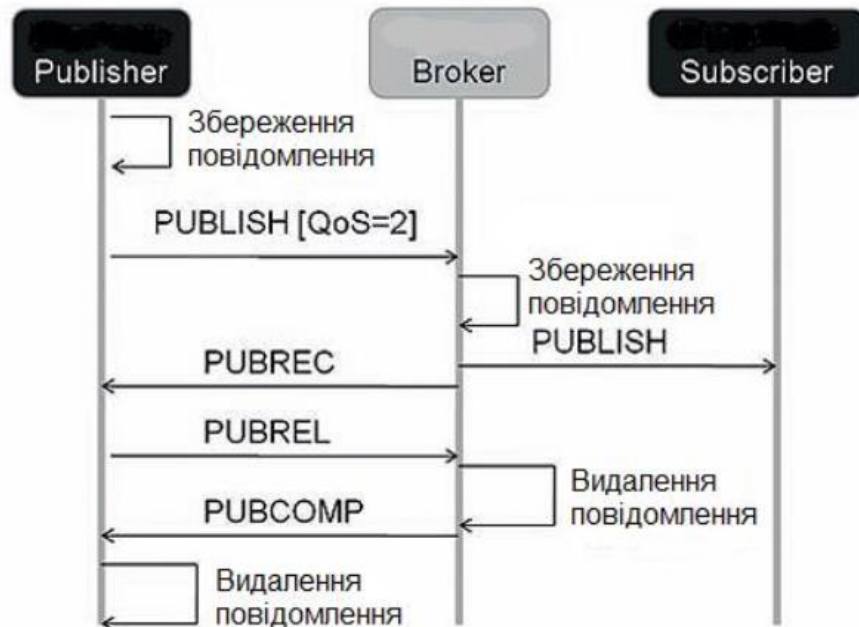 Publisher
Broker
Subscriber
Збереження
повідомлення
PUBLISH [QoS=2]
Збереження
повідомлення
PUBLISH
PUBREC
PUBREL
Видалення
повідомлення
PUBCOMP
Видалення
повідомлення